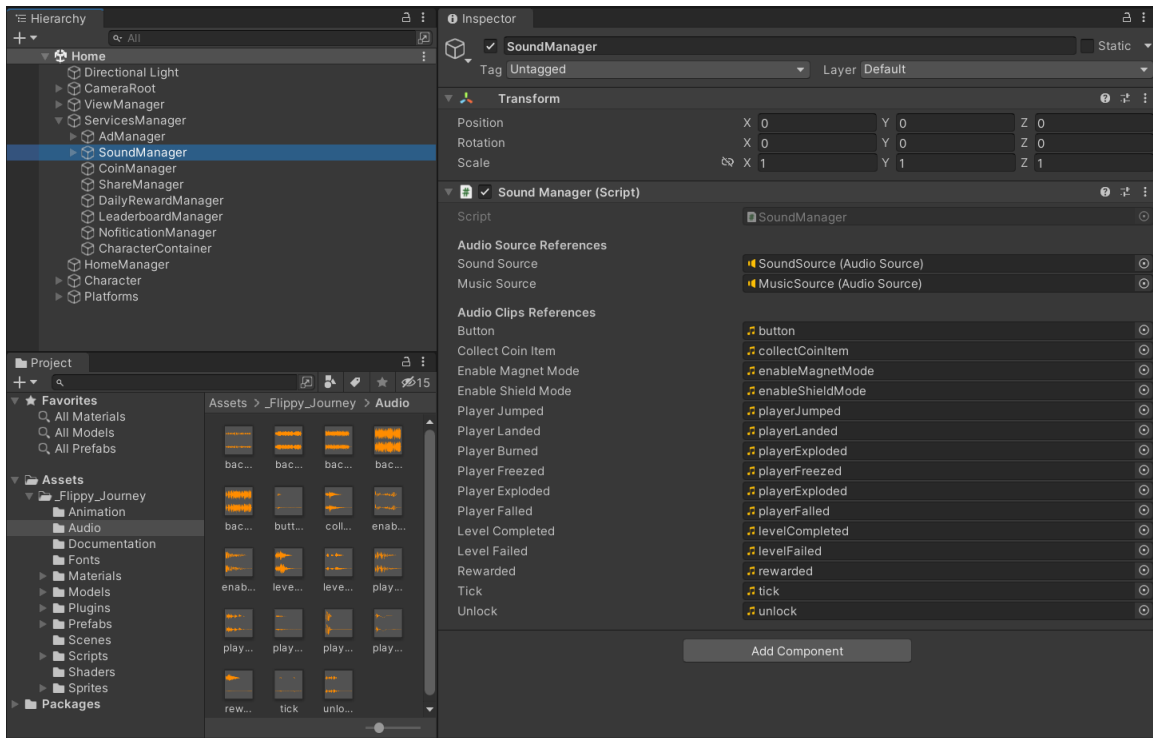 Hierarchy
All
Home
Directional Light
CameraRoot
ViewManager
ServicesManager
AdManager
SoundManager
CoinManager
ShareManager
DailyRewardManager
LeaderboardManager
NofiticationManager
CharacterContainer
HomeManager
Character
Platforms
Project
15
Favorites
All Materials
All Models
All Prefabs
Assets
_Flippy_Journey
Animation
Audio
Documentation
Fonts
Materials
Models
Plugins
Prefabs
Scenes
Scripts
Shaders
Sprites
Packages
Assets > _Flippy_Journey > Audio
bac... bac... bac... bac...
bac... butt... coll... enab...
enab... leve... leve... play...
play... play... play... play...
rew... tick unlo...
Inspector
SoundManager Static
Tag Untagged Layer Default
Transform
Position X 0 Y 0 Z 0
Rotation X 0 Y 0 Z 0
Scale X 1 Y 1 Z 1
# Sound Manager (Script)
Script # SoundManager
Audio Source References
Sound Source SoundSource (Audio Source)
Music Source MusicSource (Audio Source)
Audio Clips References
Button button
Collect Coin Item collectCoinItem
Enable Magnet Mode enableMagnetMode
Enable Shield Mode enableShieldMode
Player Jumped playerJumped
Player Landed playerLanded
Player Burned playerExploded
Player Freezed playerFreezed
Player Exploded playerExploded
Player Falled playerFalled
Level Completed levelCompleted
Level Failed levelFailed
Rewarded rewarded
Tick tick
Unlock unlock
Add Component